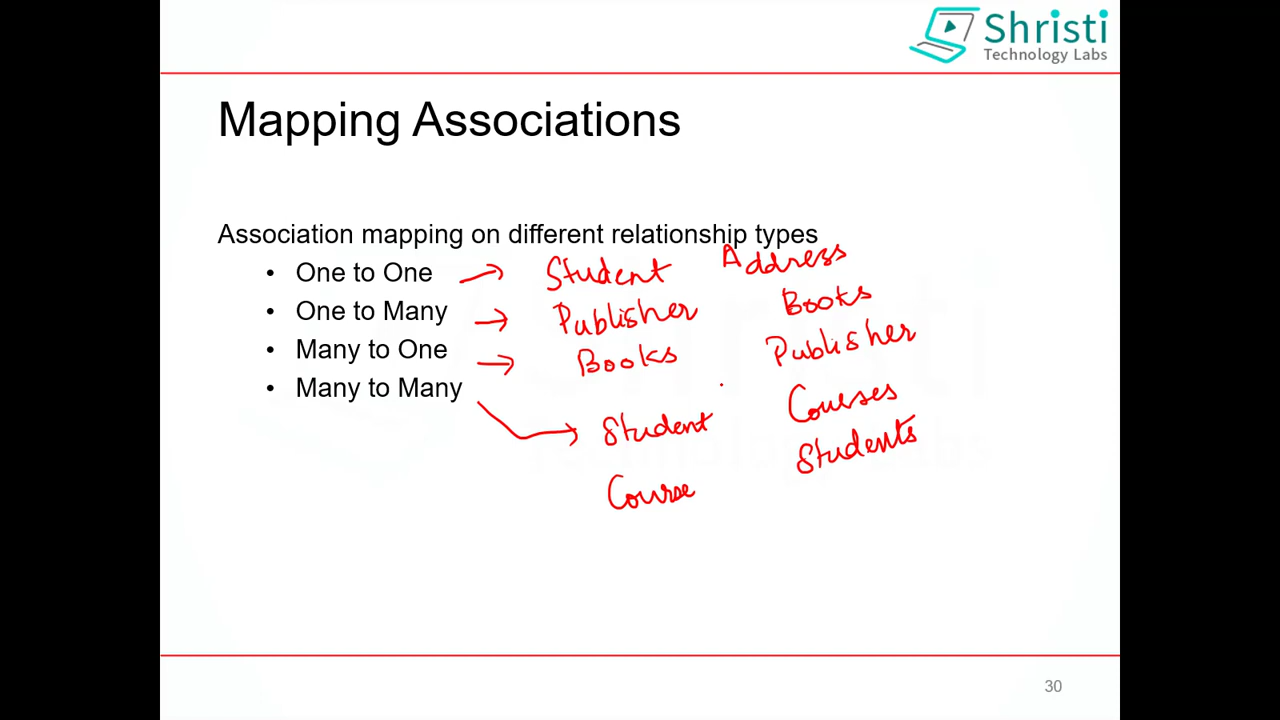 Shristi
Technology Labs
Mapping Associations
Association mapping on different relationship types
• One to One → Student Address
• One to Many → Publisher Books
• Many to One → Books Publisher
• Many to Many → Student Courses
Course Students
30